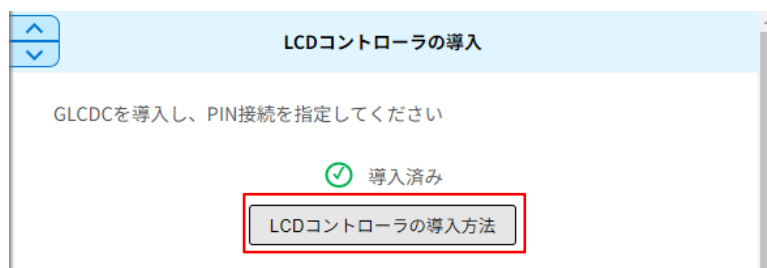 LCDコントローラの導入
GLCDCを導入し、PIN接続を指定してください
導入済み
LCDコントローラの導入方法